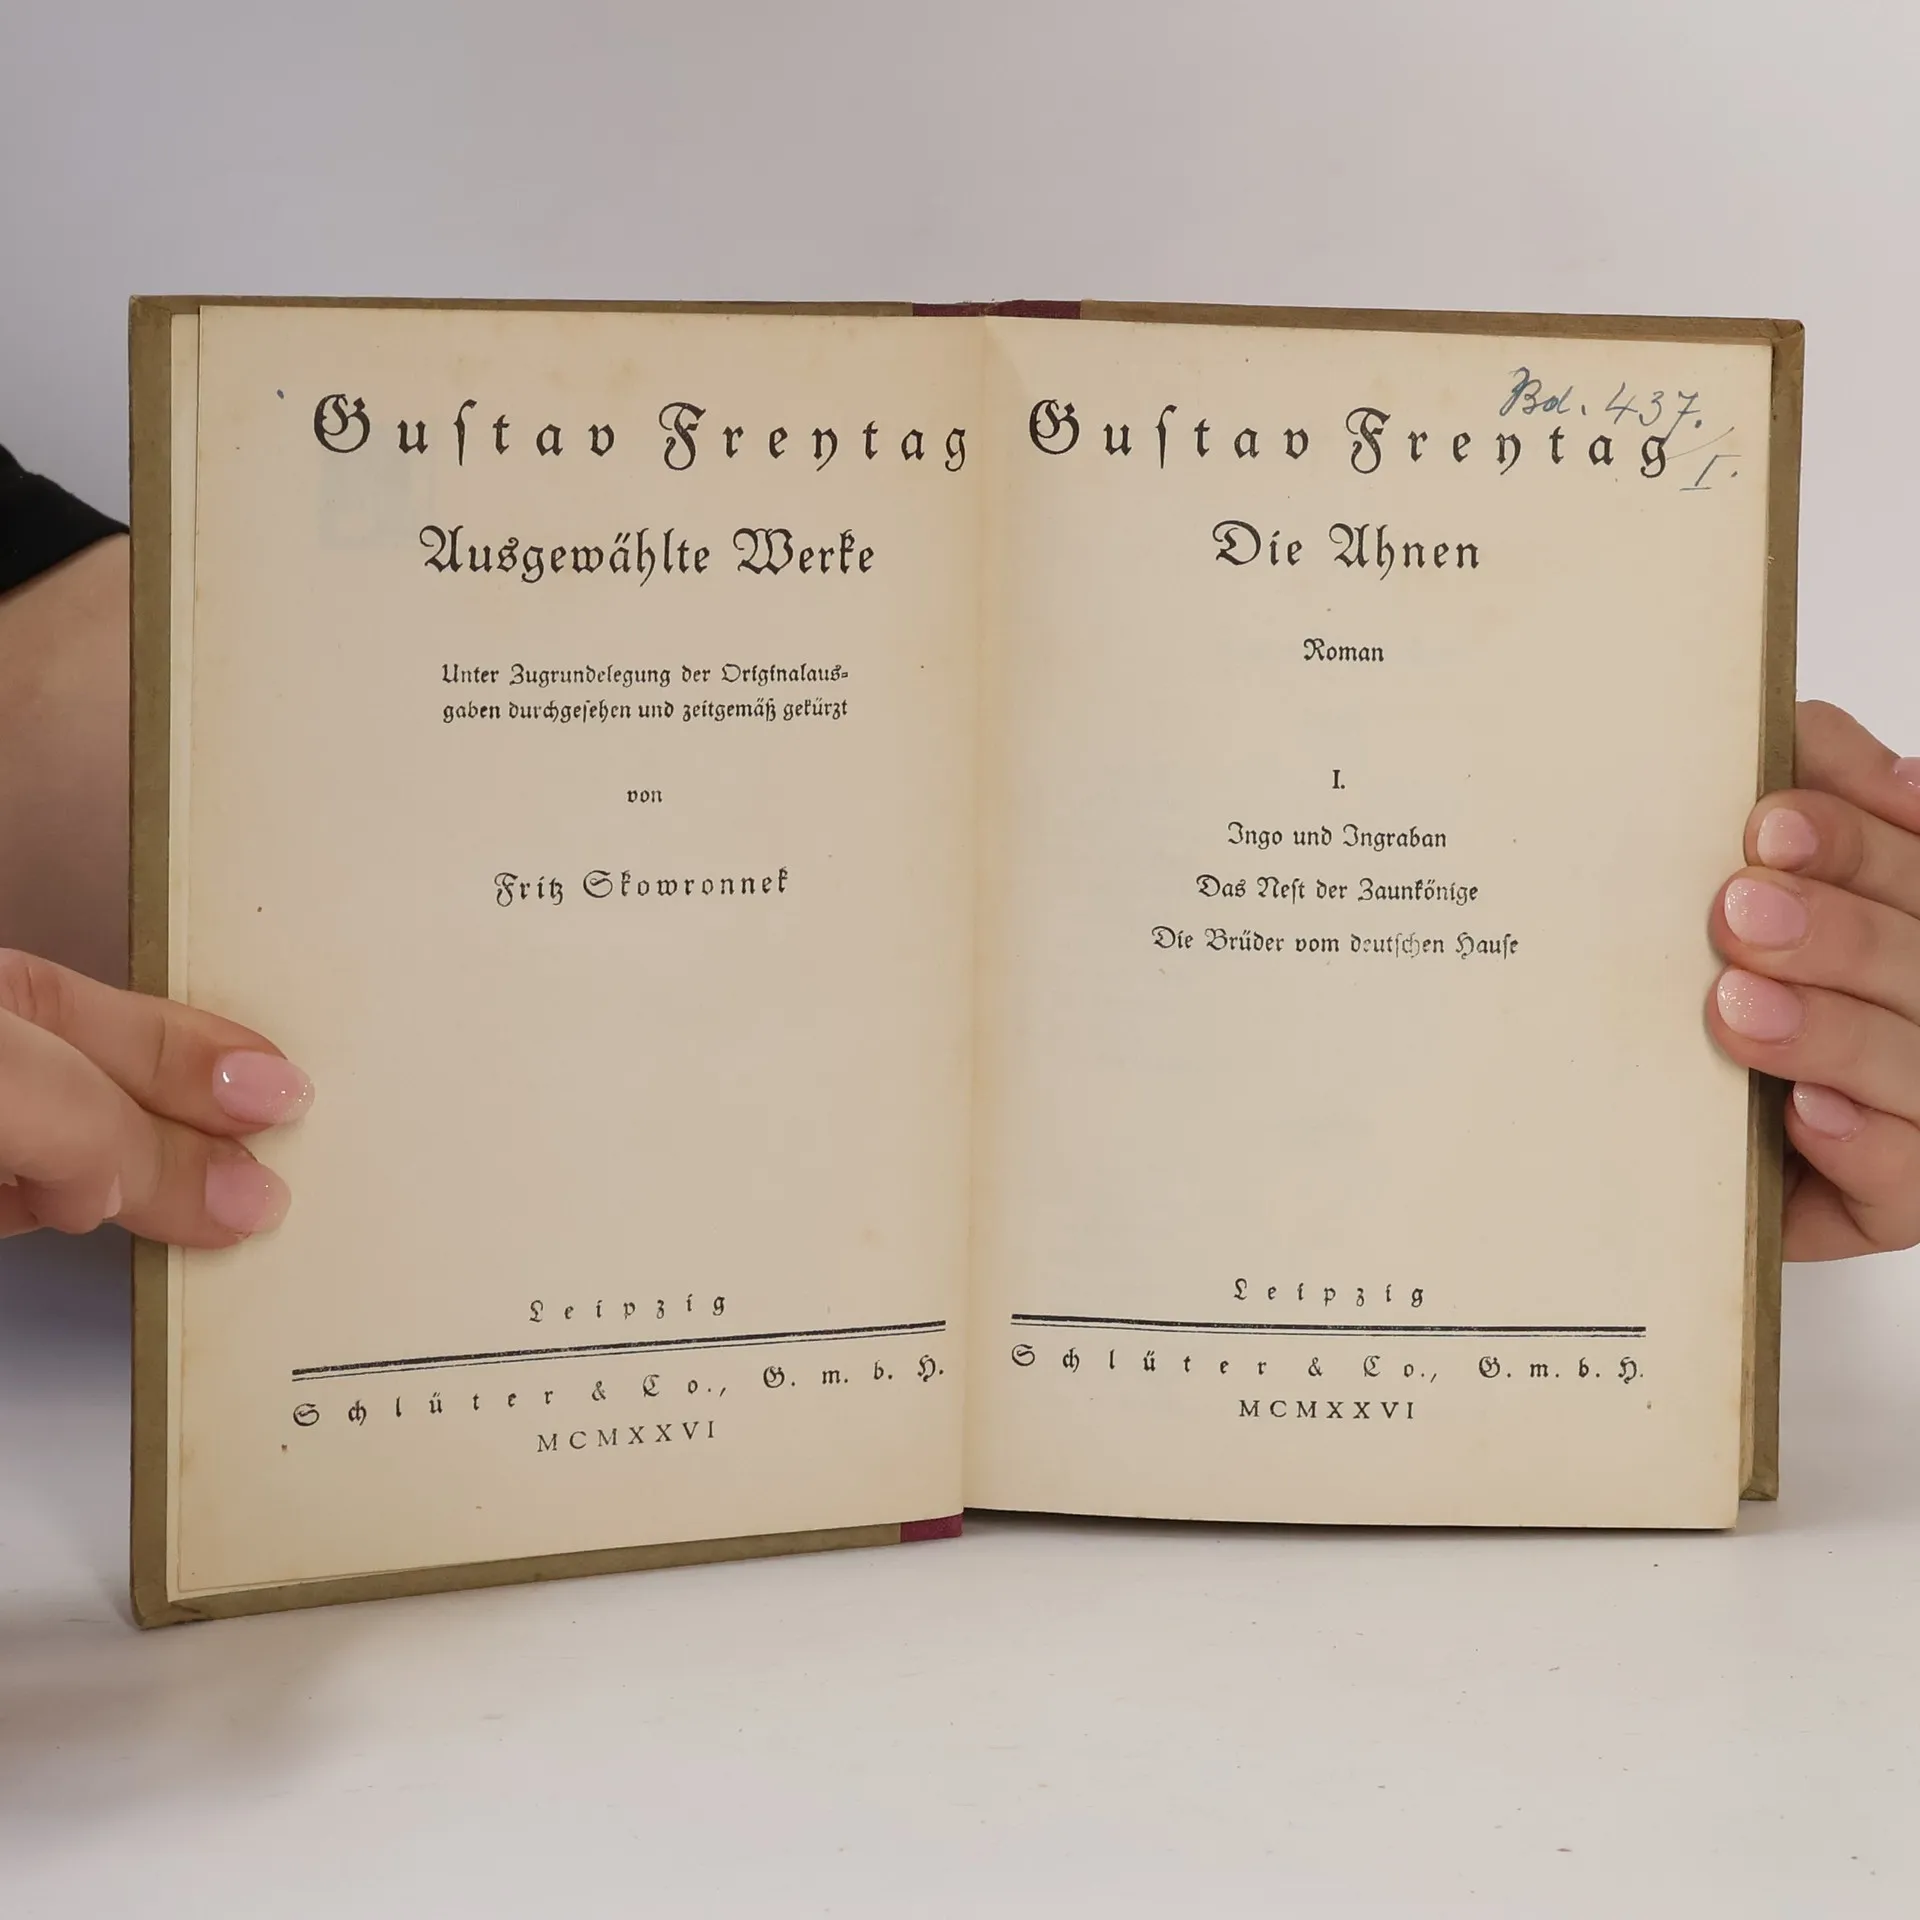 Guſtav Freytag
Ausgewählte Werke
Unter Zugrundelegung der Originalaus⸗
gaben durchgeſehen und zeitgemäß gekürzt
von
Fritz Skowronnek
Leipzig
Schlüter & Co., G. m. b. H.
MCMXXVI
Bd. 437.
I.
Guſtav Freytag
Die Ahnen
Roman
I.
Ingo und Ingraban
Das Neſt der Zaunkönige
Die Brüder vom deutſchen Hauſe
Leipzig
Schlüter & Co., G. m. b. H.
MCMXXVI